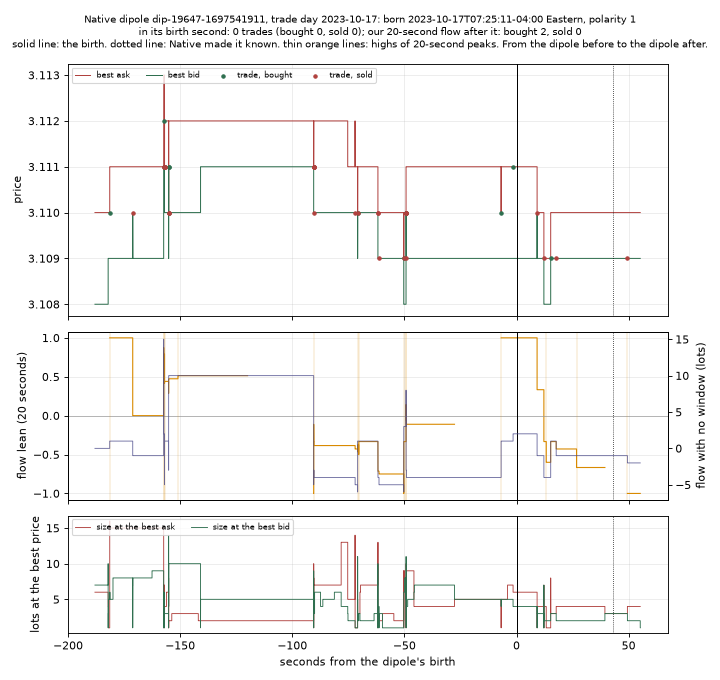 Native dipole dip-19647-1697541911, trade day 2023-10-17: born 2023-10-17T07:25:11-04:00 Eastern, polarity 1
in its birth second: 0 trades (bought 0, sold 0); our 20-second flow after it: bought 2, sold 0
solid line: the birth. dotted line: Native made it known. thin orange lines: highs of 20-second peaks. From the dipole before to the dipole after.
best ask
best bid
trade, bought
trade, sold
3.113
3.112
3.111
3.110
3.109
3.108
price
1.0
0.5
0.0
−0.5
−1.0
flow lean (20 seconds)
15
10
5
0
−5
flow with no window (lots)
size at the best ask
size at the best bid
15
10
5
lots at the best price
−200
−150
−100
−50
0
50
seconds from the dipole's birth